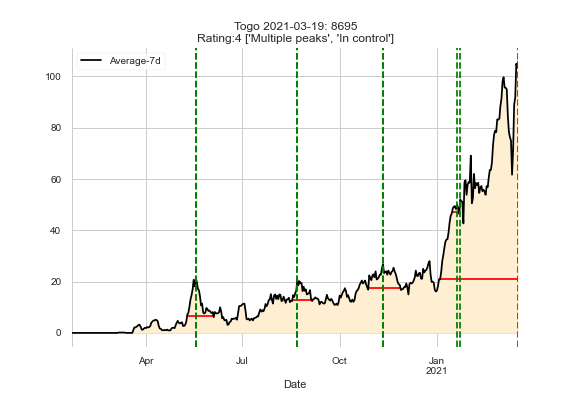 Togo 2021-03-19: 8695
Rating:4 ['Multiple peaks', 'In control']
Average-7d
100
80
60
40
20
0
Apr
Jul
Oct
Jan
2021
Date